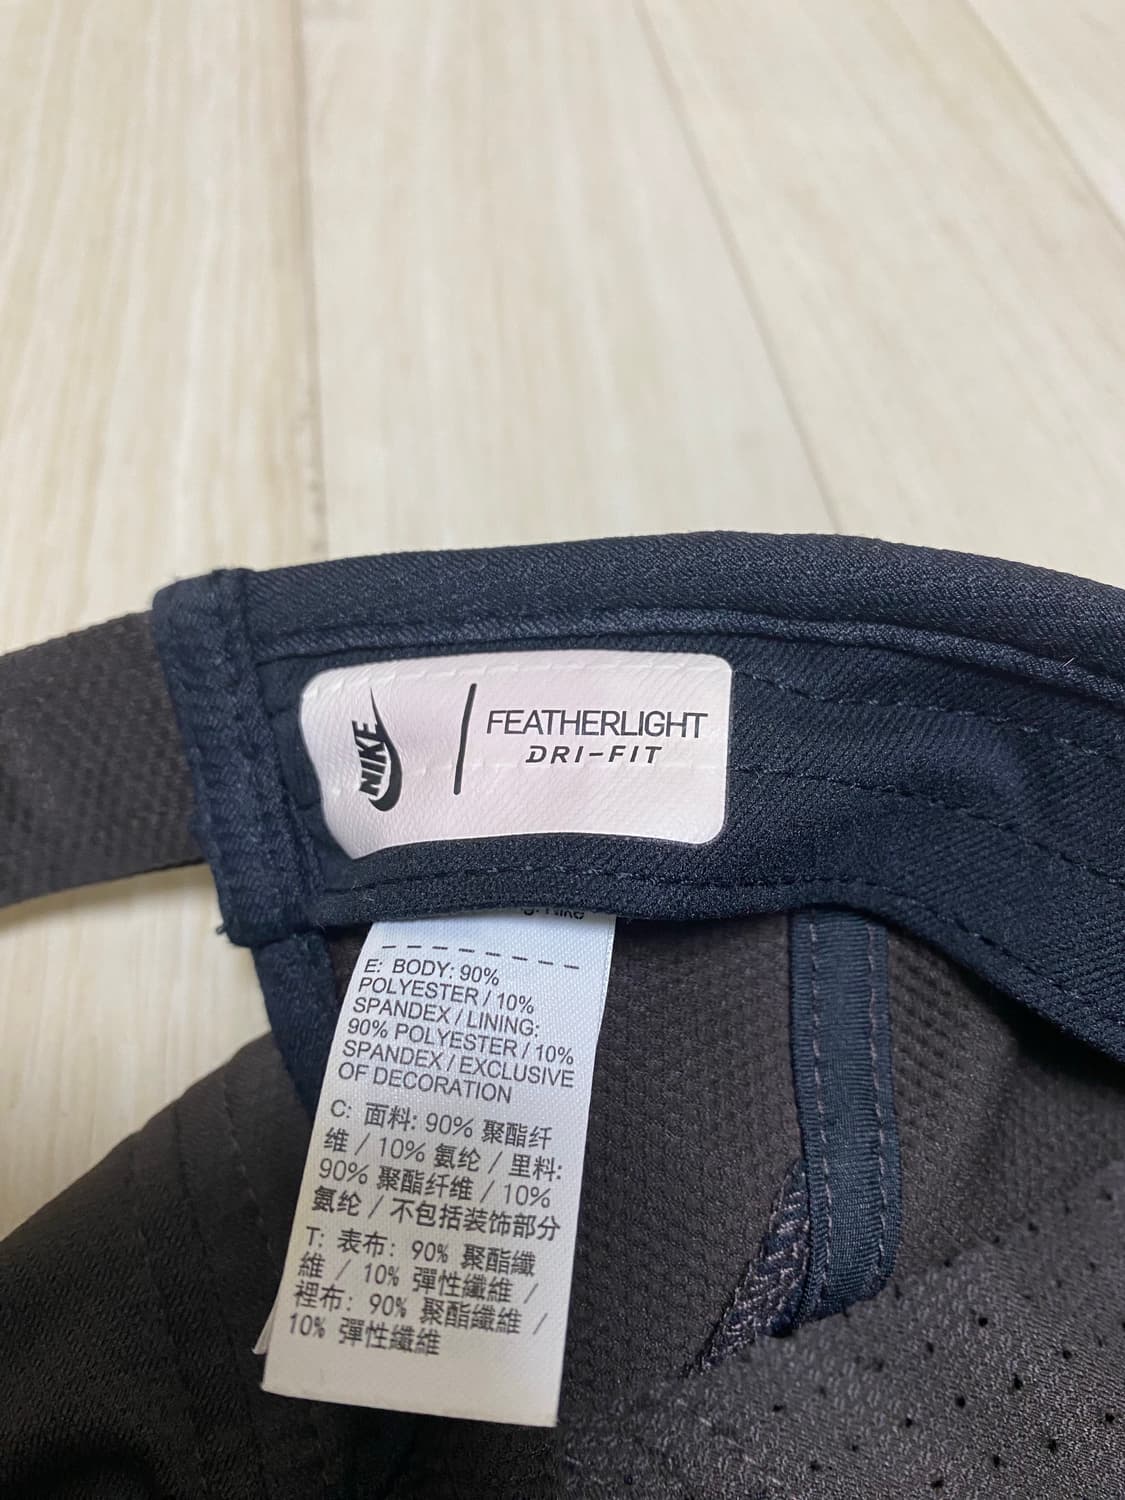 NIKE
FEATHERLIGHT
DRI-FIT
E: BODY: 90%
POLYESTER / 10%
SPANDEX / LINING:
90% POLYESTER / 10%
SPANDEX / EXCLUSIVE
OF DECORATION
C: 面料: 90% 聚酯纤
维 / 10% 氨纶 / 里料:
90% 聚酯纤维 / 10%
氨纶 / 不包括装饰部分
T: 表布: 90% 聚酯纖
維 / 10% 彈性纖維 /
裡布: 90% 聚酯纖維 /
10% 彈性纖維